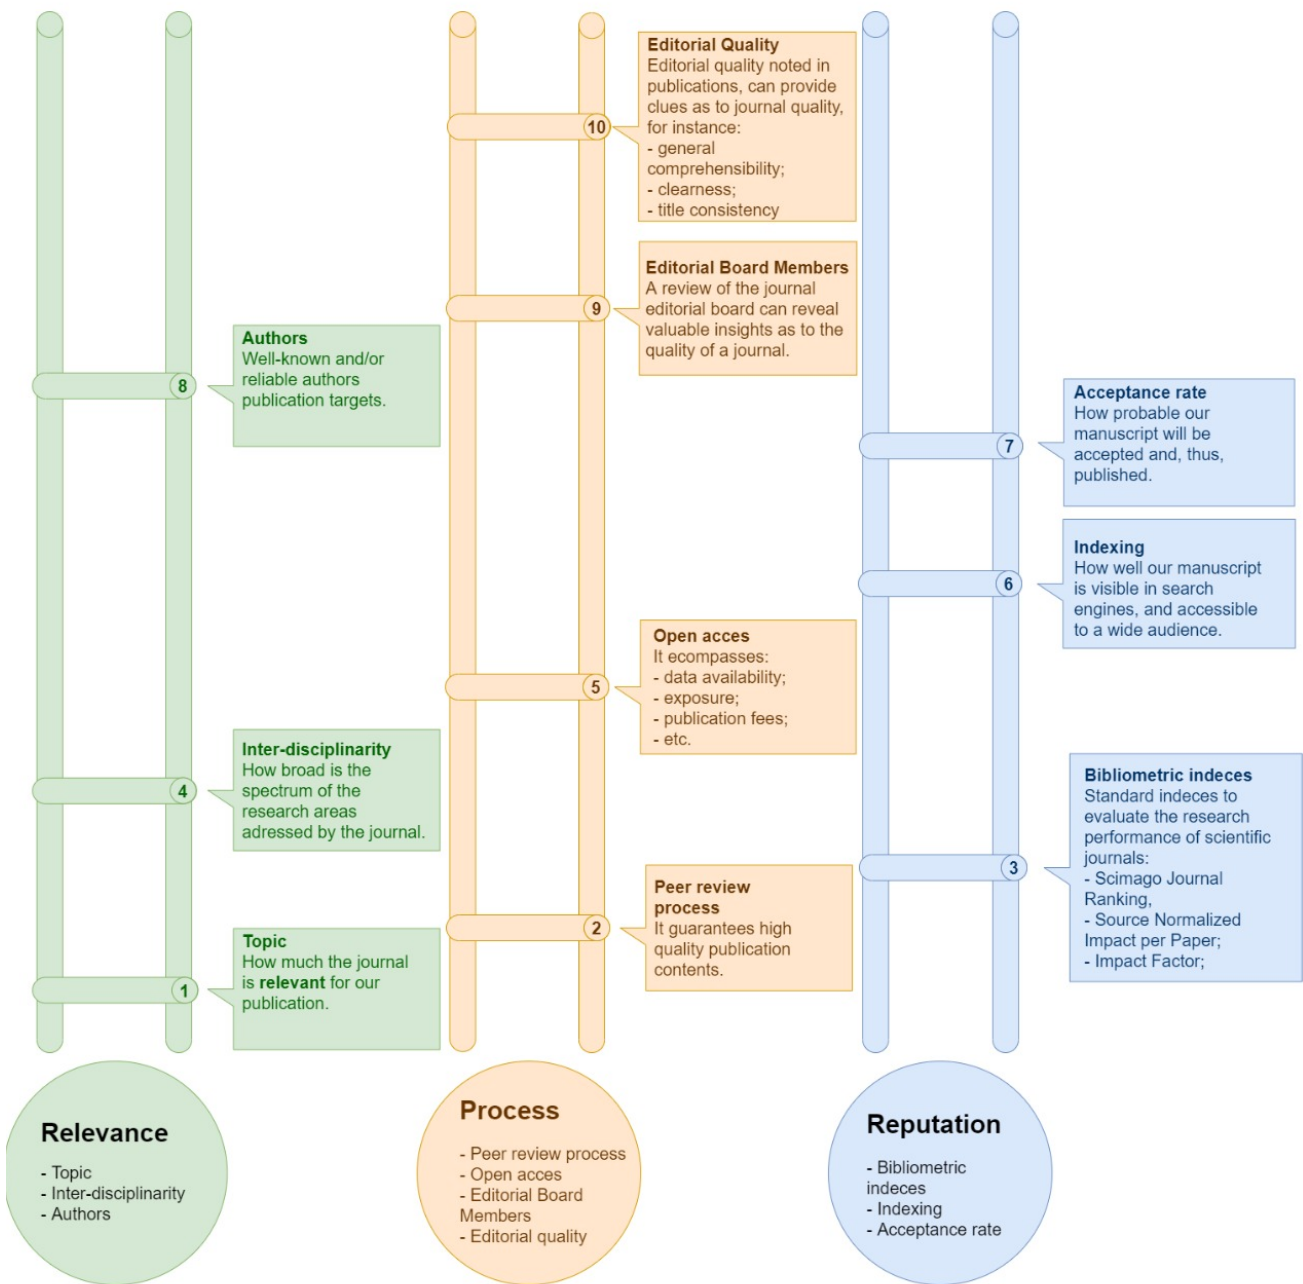 Editorial Quality
Editorial quality noted in
publications, can provide
clues as to journal quality,
for instance:
- general
comprehensibility;
- clearness;
- title consistency
10
Editorial Board Members
A review of the journal
editorial board can reveal
valuable insights as to the
quality of a journal.
9
Authors
Well-known and/or
reliable authors
publication targets.
8
Acceptance rate
How probable our
manuscript will be
accepted and, thus,
published.
7
Indexing
How well our manuscript
is visible in search
engines, and accessible
to a wide audience.
6
Open acces
It ecompasses:
- data availability;
- exposure;
- publication fees;
- etc.
5
Inter-disciplinarity
How broad is the
spectrum of the
research areas
adressed by the journal.
4
Bibliometric indeces
Standard indeces to
evaluate the research
performance of scientific
journals:
- Scimago Journal
Ranking,
- Source Normalized
Impact per Paper;
- Impact Factor;
3
Peer review
process
It guarantees high
quality publication
contents.
2
Topic
How much the journal
is relevant for our
publication.
1
Relevance
- Topic
- Inter-disciplinarity
- Authors
Process
- Peer review process
- Open acces
- Editorial Board
Members
- Editorial quality
Reputation
- Bibliometric
indeces
- Indexing
- Acceptance rate